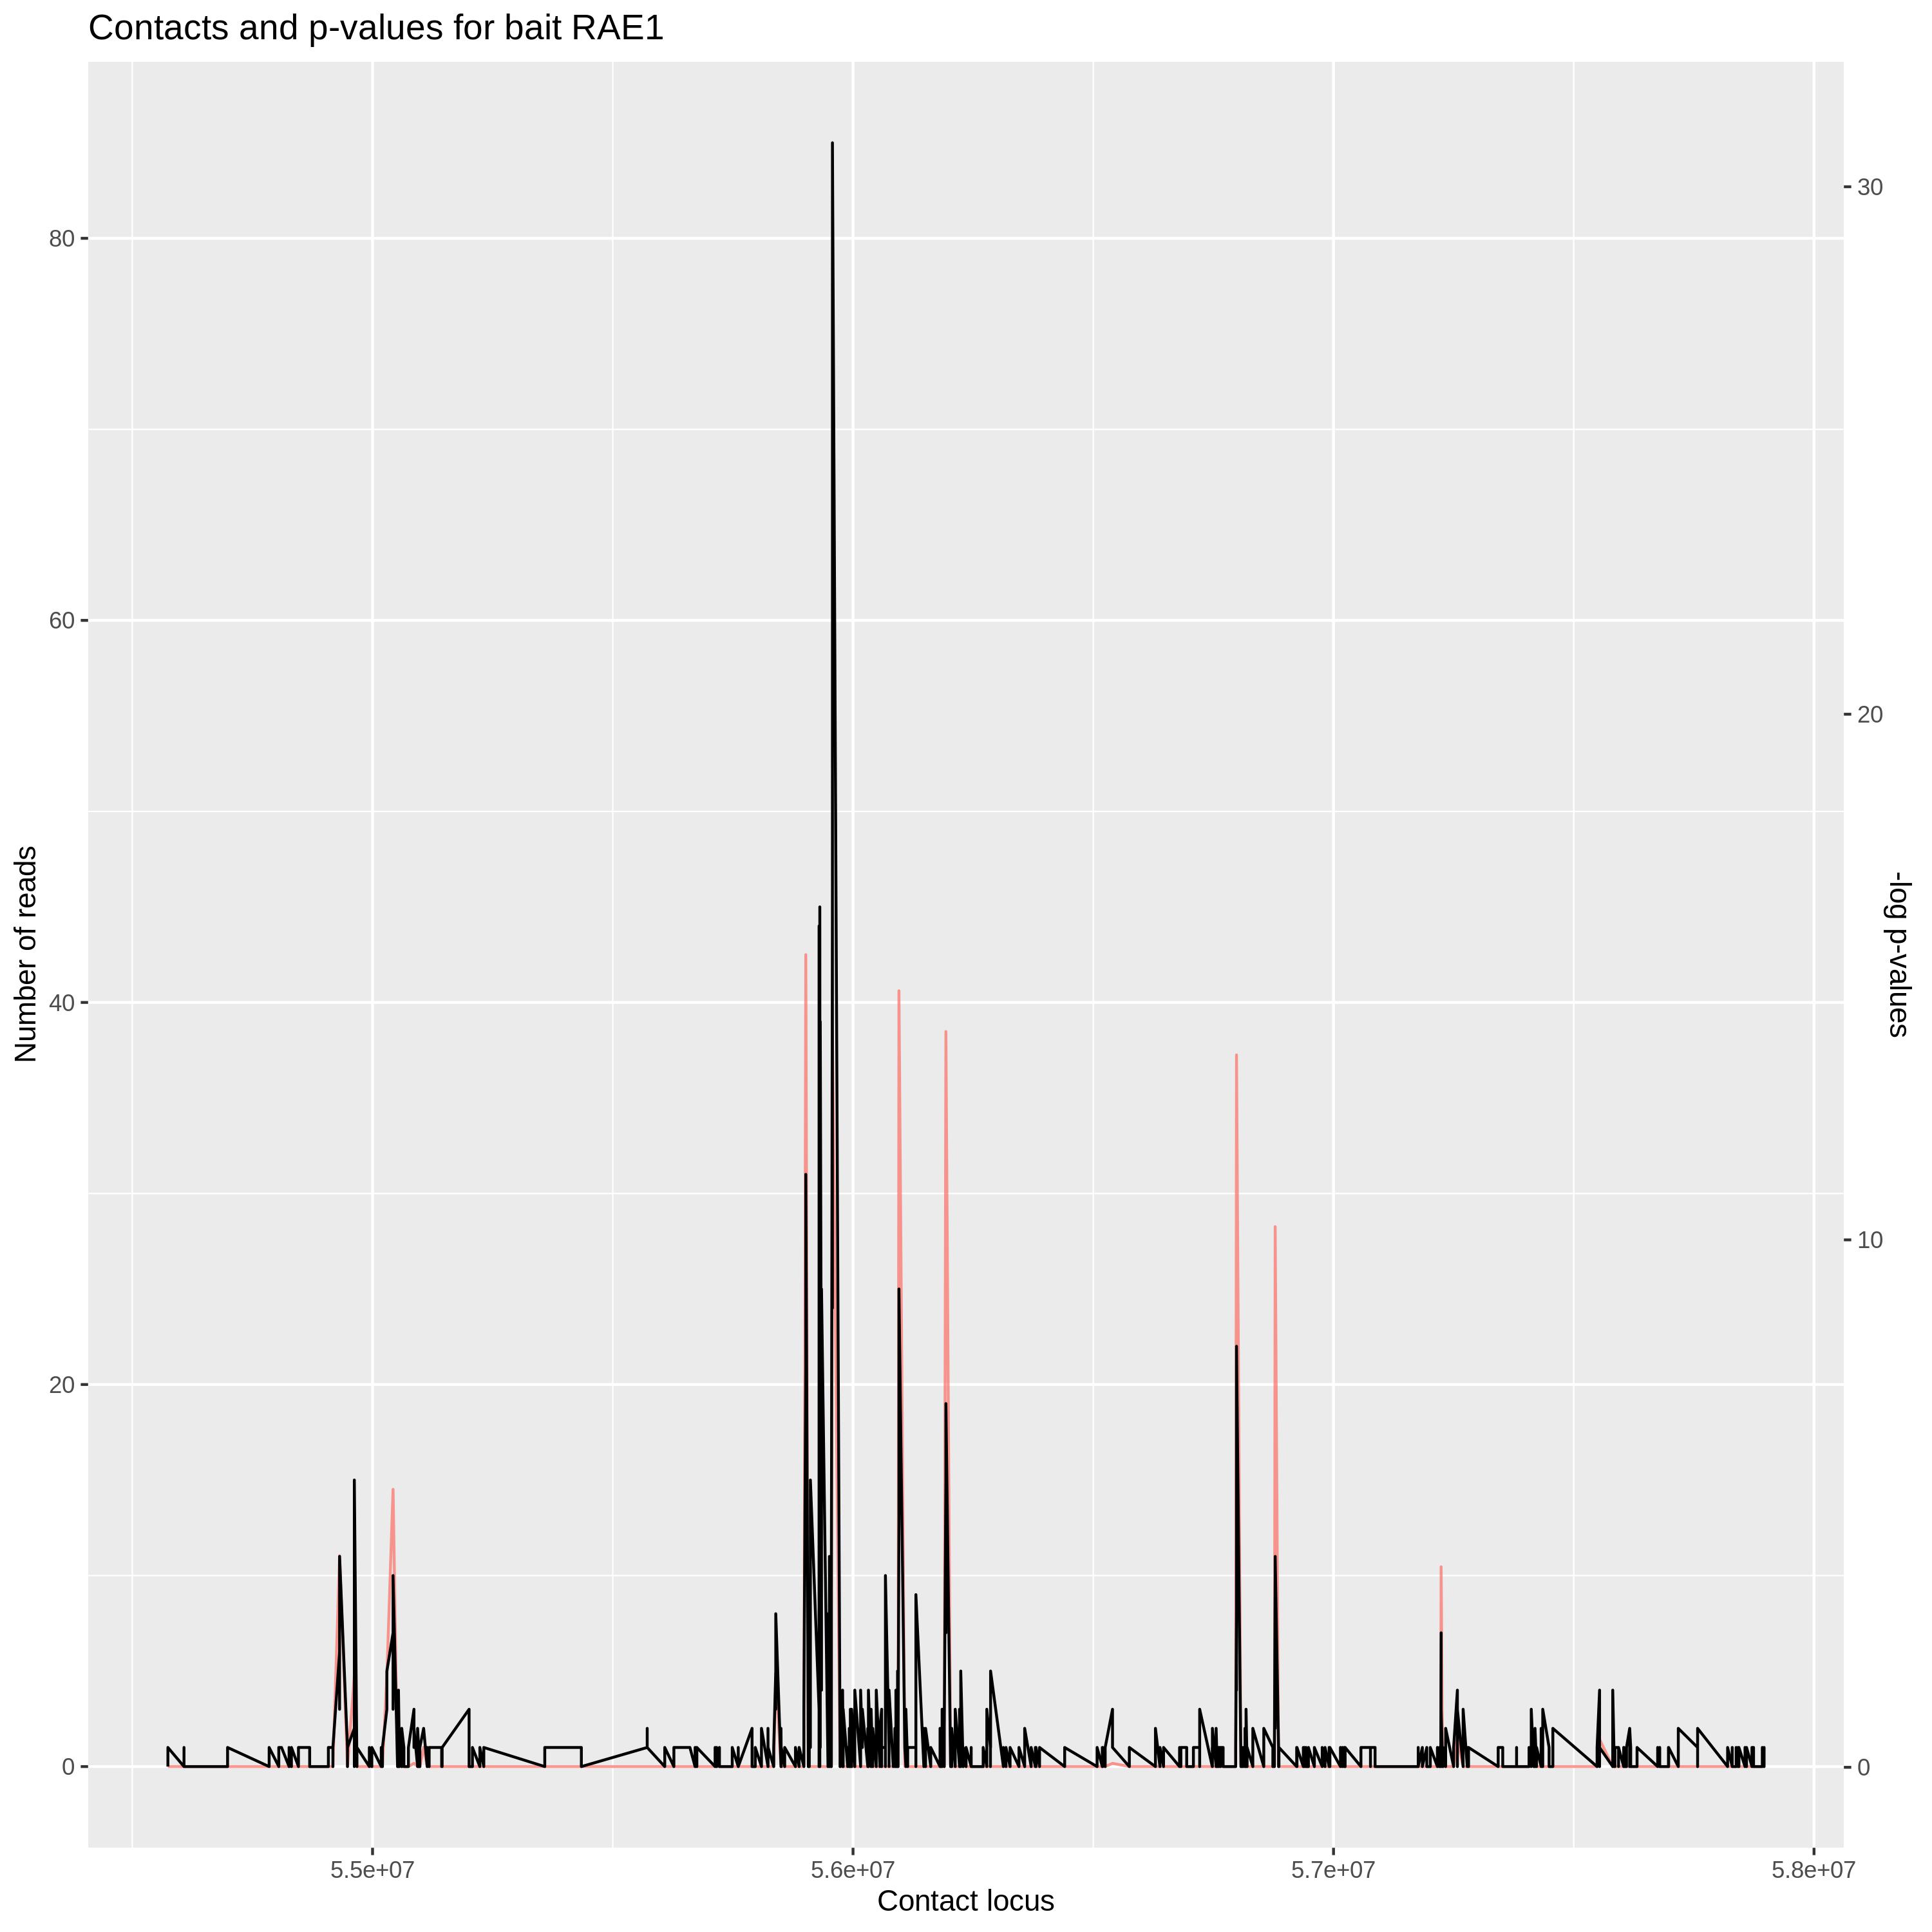 Contacts and p-values for bait RAE1
80
60
40
20
0
30
20
10
0
Number of reads
-log p-values
5.5e+07 5.6e+07 5.7e+07 5.8e+07
Contact locus